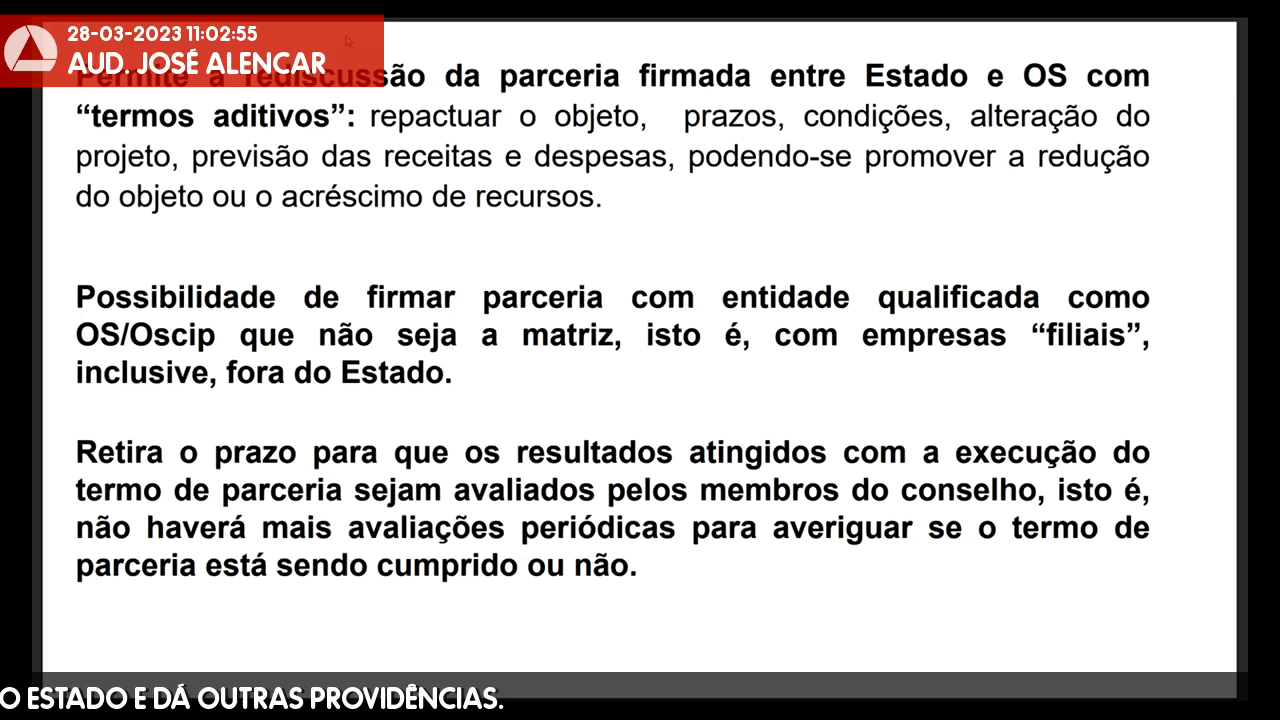 28-03-2023 11:02:55
AUD. JOSÉ ALENCAR
Permite a rediscussão da parceria firmada entre Estado e OS com
“termos aditivos”: repactuar o objeto, prazos, condições, alteração do
projeto, previsão das receitas e despesas, podendo-se promover a redução
do objeto ou o acréscimo de recursos.
Possibilidade de firmar parceria com entidade qualificada como
OS/Oscip que não seja a matriz, isto é, com empresas “filiais”,
inclusive, fora do Estado.
Retira o prazo para que os resultados atingidos com a execução do
termo de parceria sejam avaliados pelos membros do conselho, isto é,
não haverá mais avaliações periódicas para averiguar se o termo de
parceria está sendo cumprido ou não.
O ESTADO E DÁ OUTRAS PROVIDÊNCIAS.